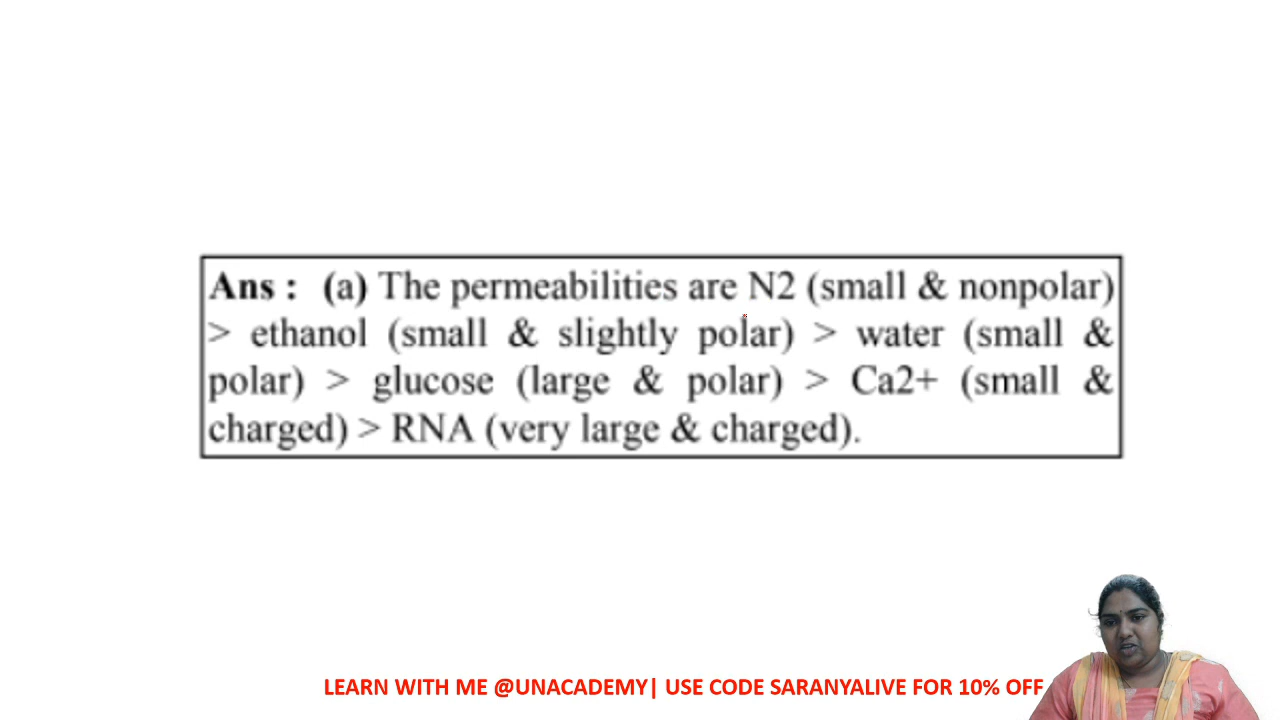 Ans : (a) The permeabilities are N2 (small & nonpolar)
> ethanol (small & slightly polar) > water (small &
polar) > glucose (large & polar) > Ca2+ (small &
charged) > RNA (very large & charged).
LEARN WITH ME @UNACADEMY| USE CODE SARANYALIVE FOR 10% OFF